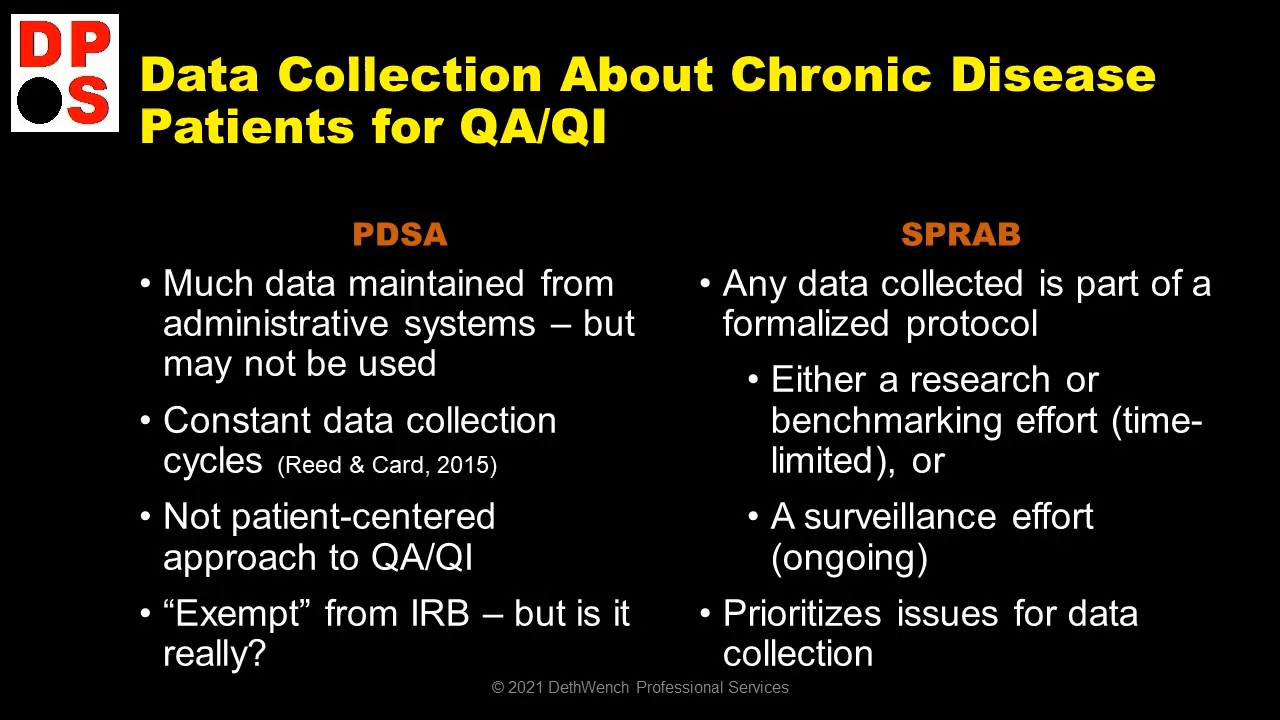 DP
S
Data Collection About Chronic Disease
Patients for QA/QI
PDSA
• Much data maintained from
administrative systems – but
may not be used
• Constant data collection
cycles (Reed & Card, 2015)
• Not patient-centered
approach to QA/QI
• “Exempt” from IRB – but is it
really?
SPRAB
• Any data collected is part of a
formalized protocol
• Either a research or
benchmarking effort (time-
limited), or
• A surveillance effort
(ongoing)
• Prioritizes issues for data
collection
© 2021 DethWench Professional Services